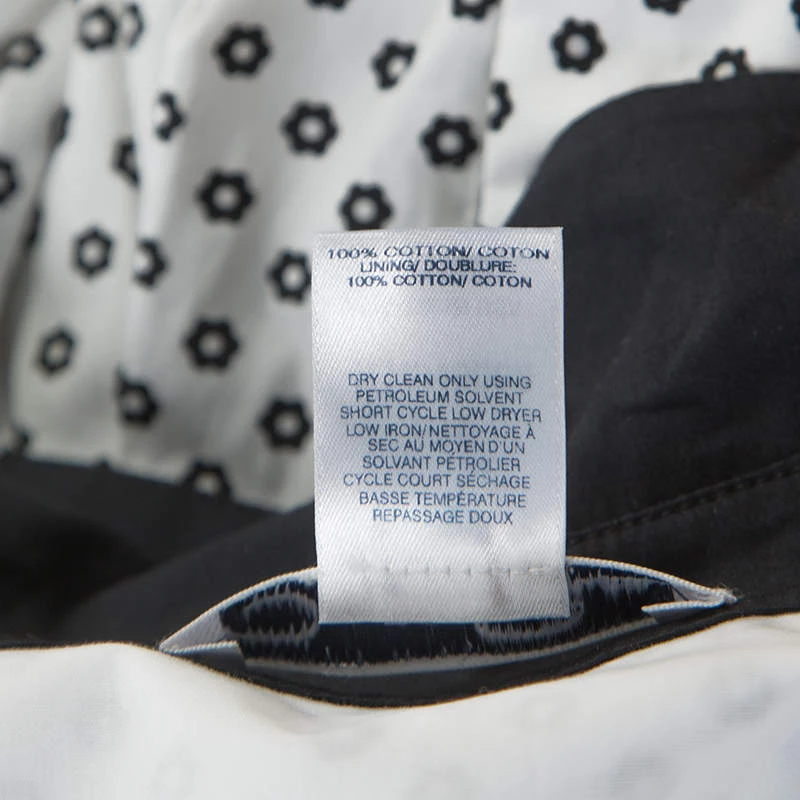 100% COTTON/ COTON
LINING/ DOUBLURE:
100% COTTON/ COTON
DRY CLEAN ONLY USING
PETROLEUM SOLVENT
SHORT CYCLE LOW DRYER
LOW IRON/NETTOYAGE À
SEC AU MOYEN D'UN
SOLVANT PÉTROLIER
CYCLE COURT SÉCHAGE
BASSE TEMPÉRATURE
REPASSAGE DOUX